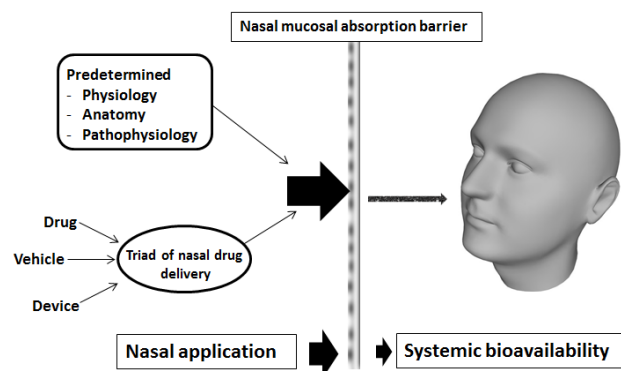 Nasal mucosal absorption barrier
Predetermined
- Physiology
- Anatomy
- Pathophysiology
Drug
Vehicle
Device
Triad of nasal drug
delivery
Nasal application
Systemic bioavailability